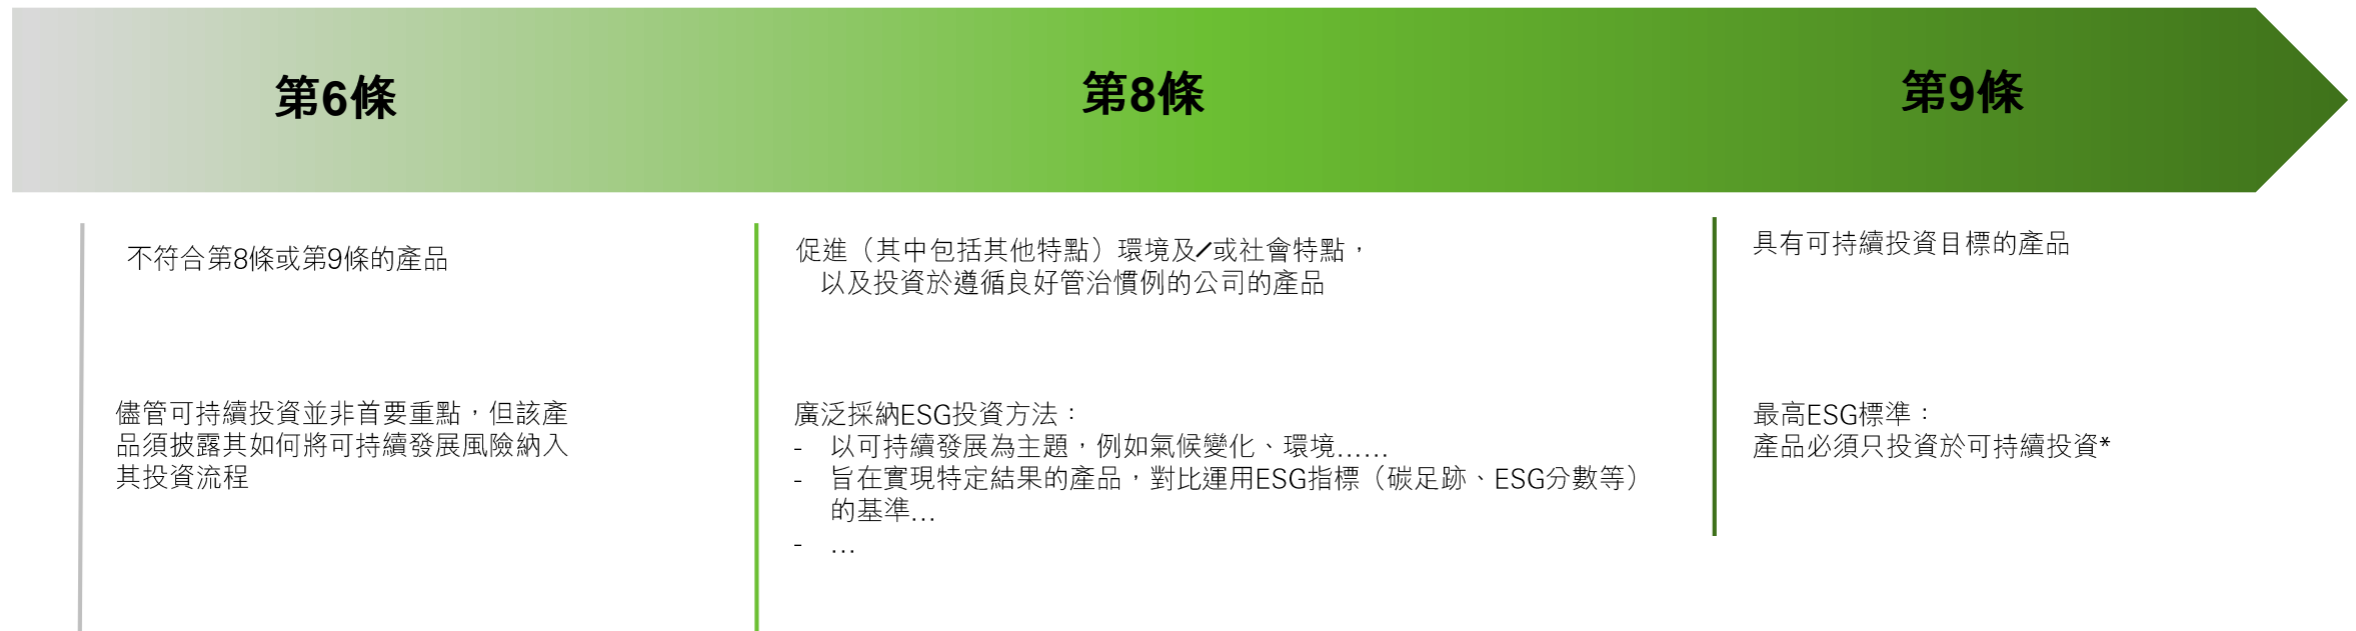 第6條
第8條
第9條
不符合第8條或第9條的產品
儘管可持續投資並非首要重點，但該產
品須披露其如何將可持續發展風險納入
其投資流程
促進（其中包括其他特點）環境及／或社會特點，
以及投資於遵循良好管治慣例的公司的產品
廣泛採納ESG投資方法：
- 以可持續發展為主題，例如氣候變化、環境……
- 旨在實現特定結果的產品，對比運用ESG指標（碳足跡、ESG分數等）
的基準…
- …
具有可持續投資目標的產品
最高ESG標準：
產品必須只投資於可持續投資*